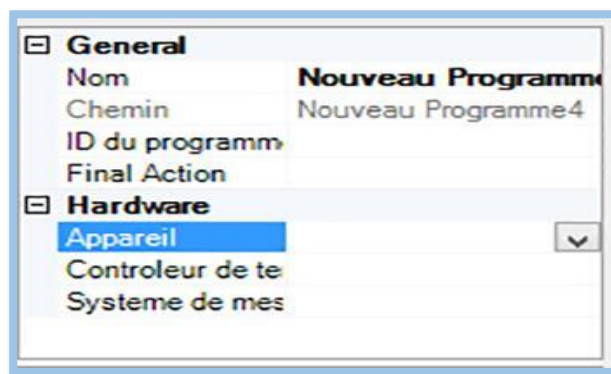 General
Nom Nouveau Programme
Chemin Nouveau Programme4
ID du programm
Final Action
Hardware
Appareil
Controleur de te
Systeme de mes